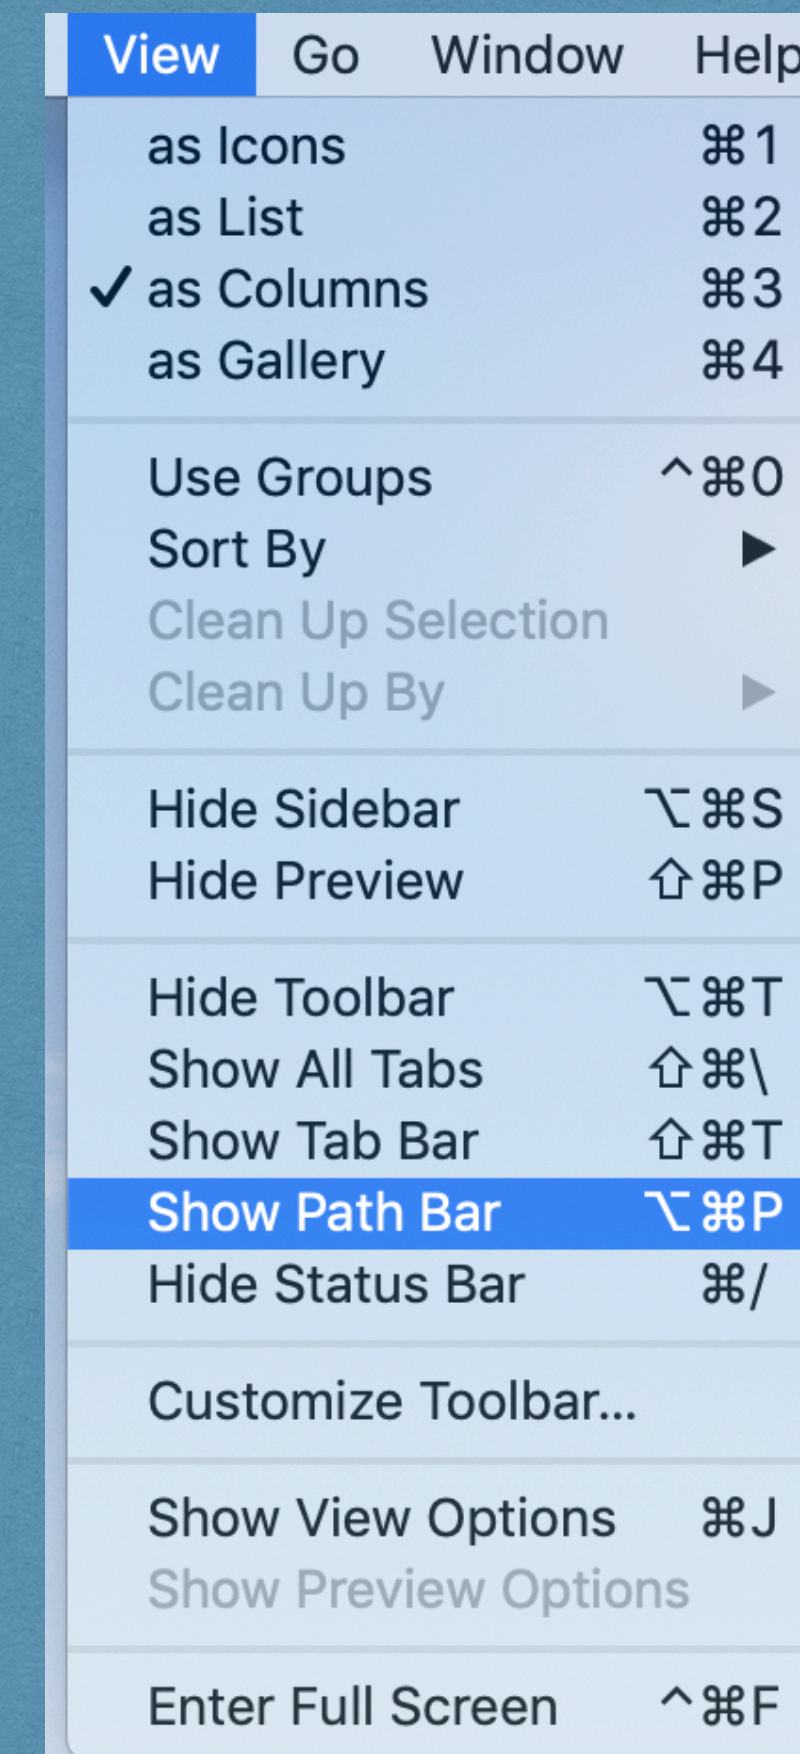 View Go Window Help
as Icons ⌘1
as List ⌘2
✓ as Columns ⌘3
as Gallery ⌘4
Use Groups ^⌘0
Sort By ▶
Clean Up Selection
Clean Up By ▶
Hide Sidebar ⌥⌘S
Hide Preview ⇧⌘P
Hide Toolbar ⌥⌘T
Show All Tabs ⇧⌘\
Show Tab Bar ⇧⌘T
Show Path Bar ⌥⌘P
Hide Status Bar ⌘/
Customize Toolbar...
Show View Options ⌘J
Show Preview Options
Enter Full Screen ^⌘F